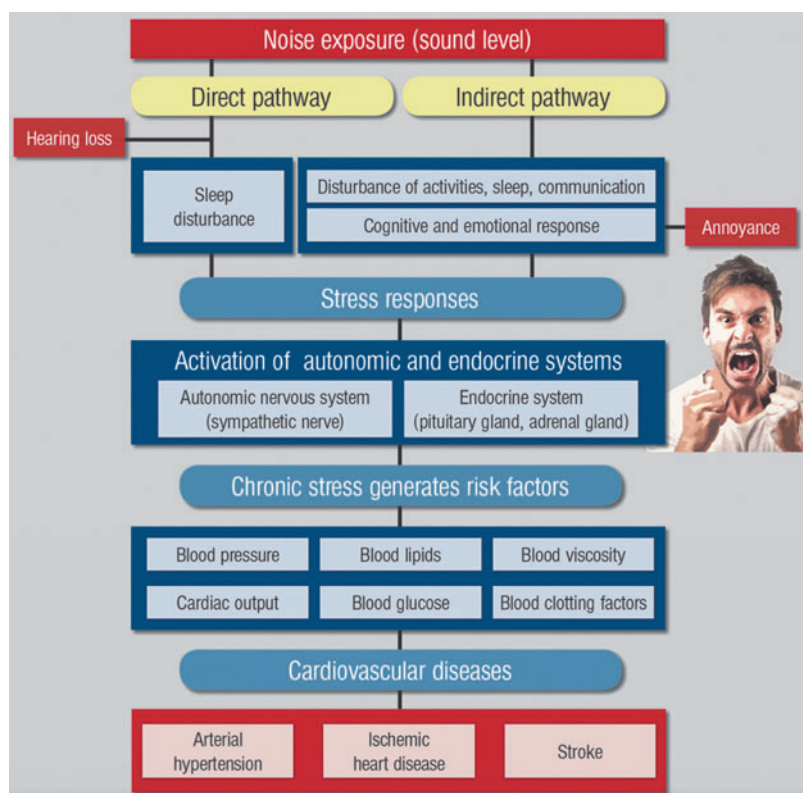 Noise exposure (sound level)
Direct pathway
Indirect pathway
Hearing loss
Sleep
disturbance
Disturbance of activities, sleep, communication
Cognitive and emotional response
Annoyance
Stress responses
Activation of autonomic and endocrine systems
Autonomic nervous system
(sympathetic nerve)
Endocrine system
(pituitary gland, adrenal gland)
Chronic stress generates risk factors
Blood pressure
Blood lipids
Blood viscosity
Cardiac output
Blood glucose
Blood clotting factors
Cardiovascular diseases
Arterial
hypertension
Ischemic
heart disease
Stroke